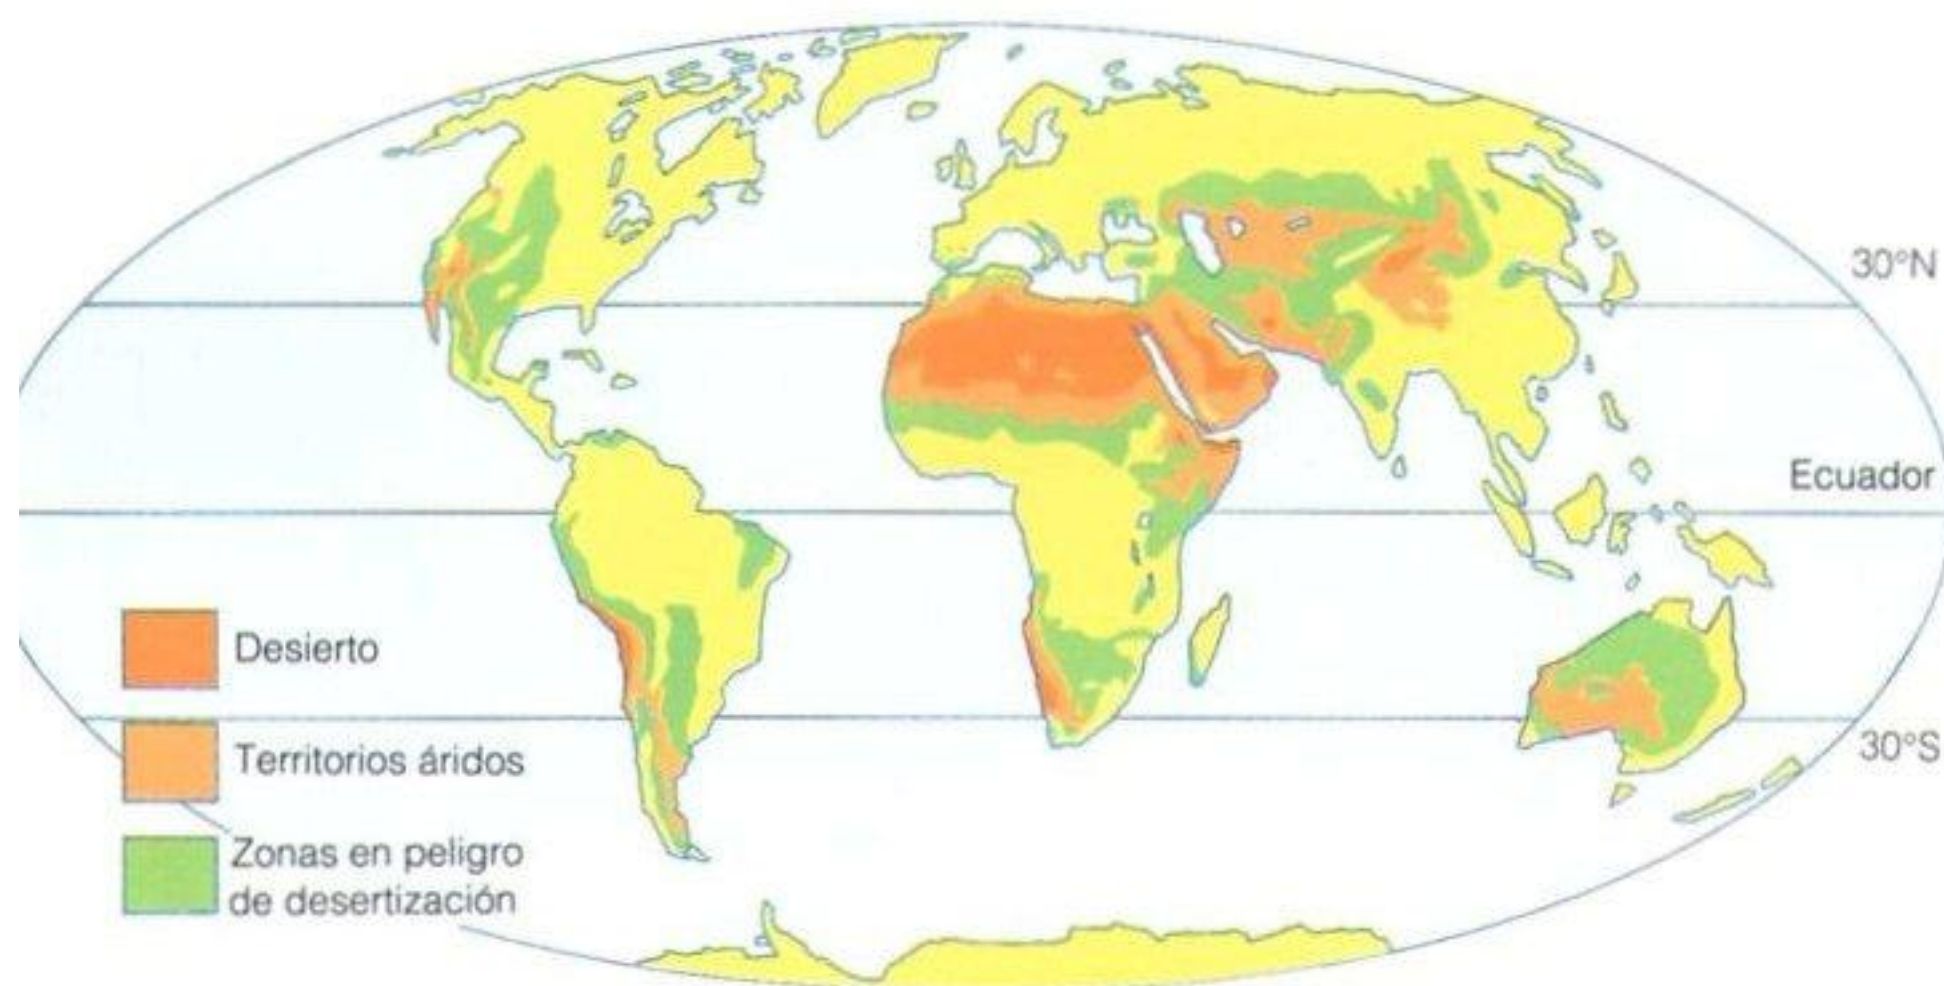 30°N
Ecuador
Desierto
30°S
Territorios áridos
Zonas en peligro
de desertización